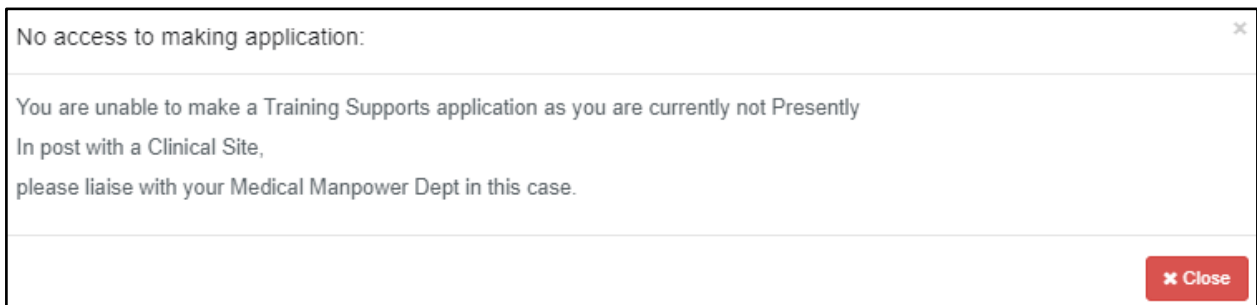 No access to making application:
You are unable to make a Training Supports application as you are currently not Presently
In post with a Clinical Site,
please liaise with your Medical Manpower Dept in this case.
Close